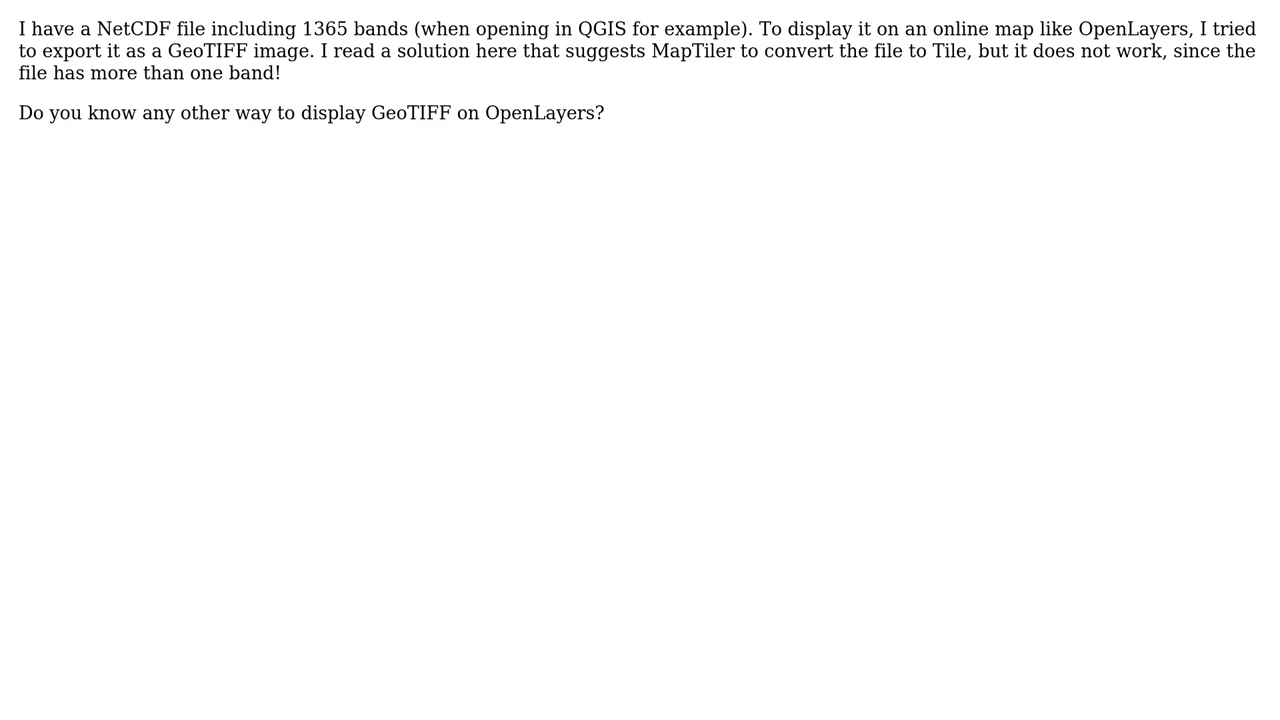 I have a NetCDF file including 1365 bands (when opening in QGIS for example). To display it on an online map like OpenLayers, I tried
to export it as a GeoTIFF image. I read a solution here that suggests MapTiler to convert the file to Tile, but it does not work, since the
file has more than one band!
Do you know any other way to display GeoTIFF on OpenLayers?